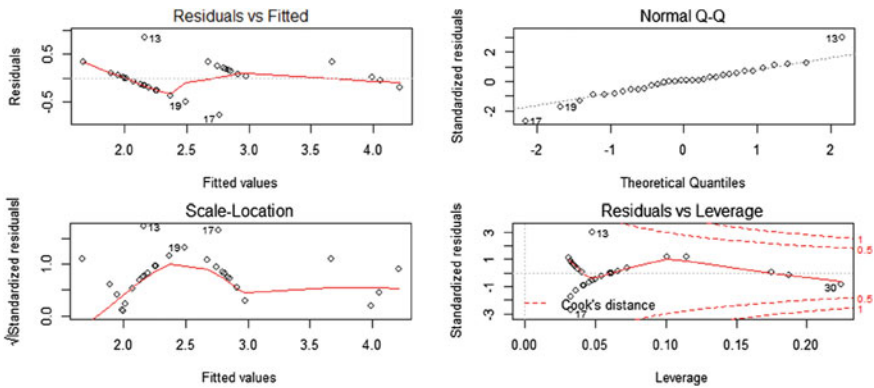 Residuals vs Fitted
Residuals
0.5
-0.5
13
19
17
2.0 2.5 3.0 3.5 4.0
Fitted values
Normal Q-Q
Standardized residuals
2
0
-2
13
19
17
-2 -1 0 1 2
Theoretical Quantiles
Scale-Location
√|Standardized residuals|
1.0
0.0
13
17
19
2.0 2.5 3.0 3.5 4.0
Fitted values
Residuals vs Leverage
Standardized residuals
3
1
-1
-3
13
17
30
Cook's distance
1
0.5
0.5
1
0.00 0.05 0.10 0.15 0.20
Leverage